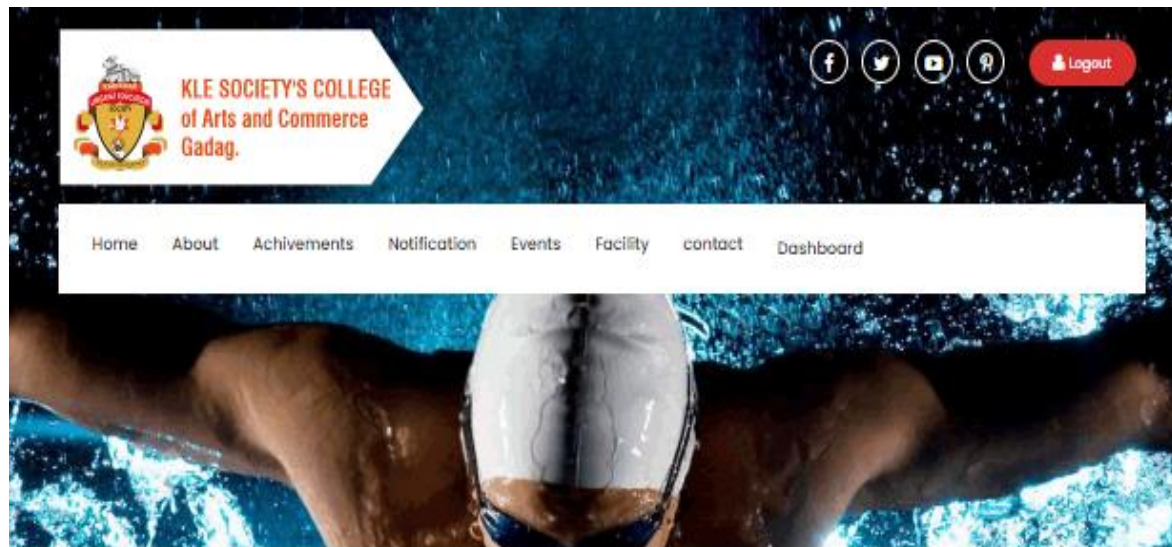 KLE SOCIETY'S COLLEGE
of Arts and Commerce
Gadag.
Logout
Home About Achivements Notification Events Facility contact Dashboard